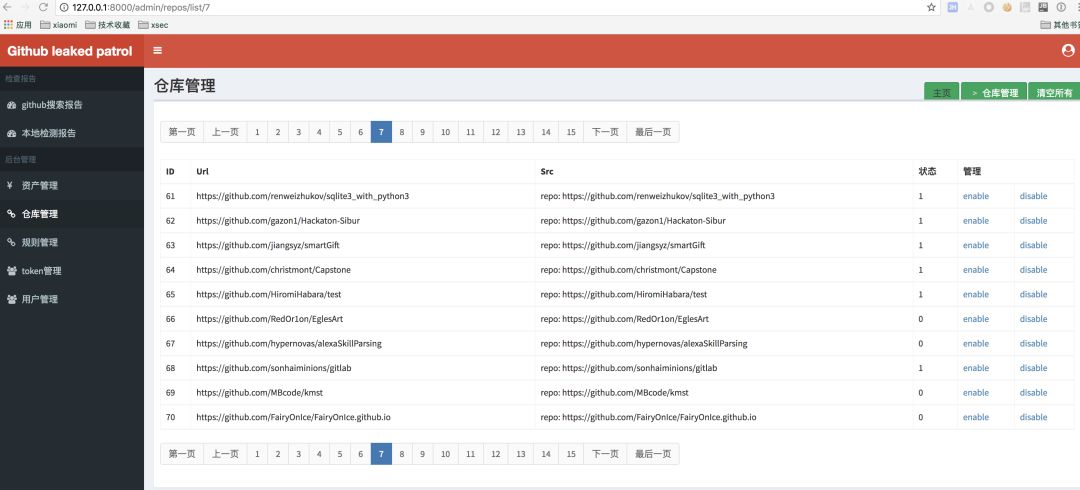 127.0.0.1:8000/admin/repos/list/7
应用 xiaomi 技术收藏 xsec 其他书
Github leaked patrol
检查报告
github搜索报告
本地检测报告
后台管理
资产管理
仓库管理
规则管理
token管理
用户管理
仓库管理
主页 > 仓库管理 清空所有
第一页 上一页 1 2 3 4 5 6 7 8 9 10 11 12 13 14 15 下一页 最后一页
ID Url Src 状态 管理
61 https://github.com/renweizhukov/sqlite3_with_python3 repo: https://github.com/renweizhukov/sqlite3_with_python3 1 enable disable
62 https://github.com/gazon1/Hackaton-Sibur repo: https://github.com/gazon1/Hackaton-Sibur 1 enable disable
63 https://github.com/jiangsyz/smartGift repo: https://github.com/jiangsyz/smartGift 1 enable disable
64 https://github.com/christmont/Capstone repo: https://github.com/christmont/Capstone 1 enable disable
65 https://github.com/HiromiHabara/test repo: https://github.com/HiromiHabara/test 1 enable disable
66 https://github.com/RedOr1on/EglesArt repo: https://github.com/RedOr1on/EglesArt 0 enable disable
67 https://github.com/hypernovas/alexaSkillParsing repo: https://github.com/hypernovas/alexaSkillParsing 0 enable disable
68 https://github.com/sonhaiminions/gitlab repo: https://github.com/sonhaiminions/gitlab 1 enable disable
69 https://github.com/MBcode/kmst repo: https://github.com/MBcode/kmst 0 enable disable
70 https://github.com/FairyOnIce/FairyOnIce.github.io repo: https://github.com/FairyOnIce/FairyOnIce.github.io 0 enable disable
第一页 上一页 1 2 3 4 5 6 7 8 9 10 11 12 13 14 15 下一页 最后一页